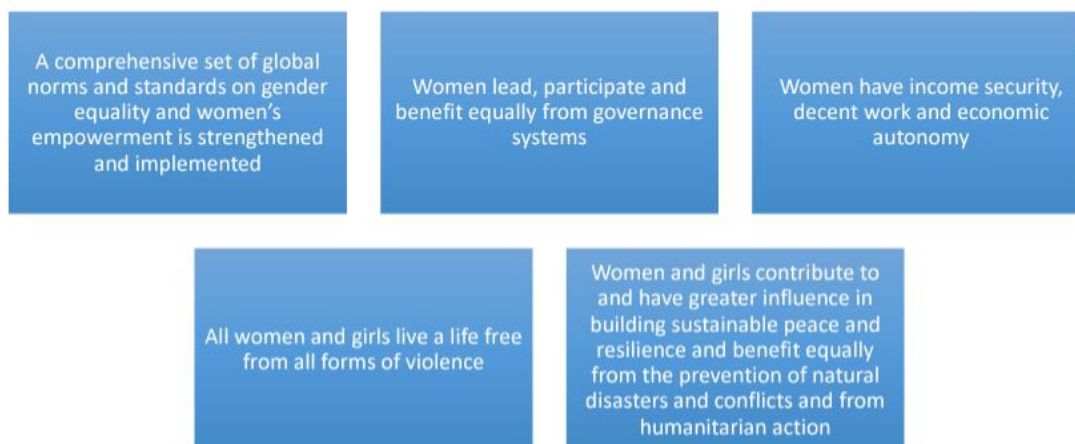 A comprehensive set of global
norms and standards on gender
equality and women's
empowerment is strengthened
and implemented
Women lead, participate and
benefit equally from governance
systems
Women have income security,
decent work and economic
autonomy
All women and girls live a life free
from all forms of violence
Women and girls contribute to
and have greater influence in
building sustainable peace and
resilience and benefit equally
from the prevention of natural
disasters and conflicts and from
humanitarian action